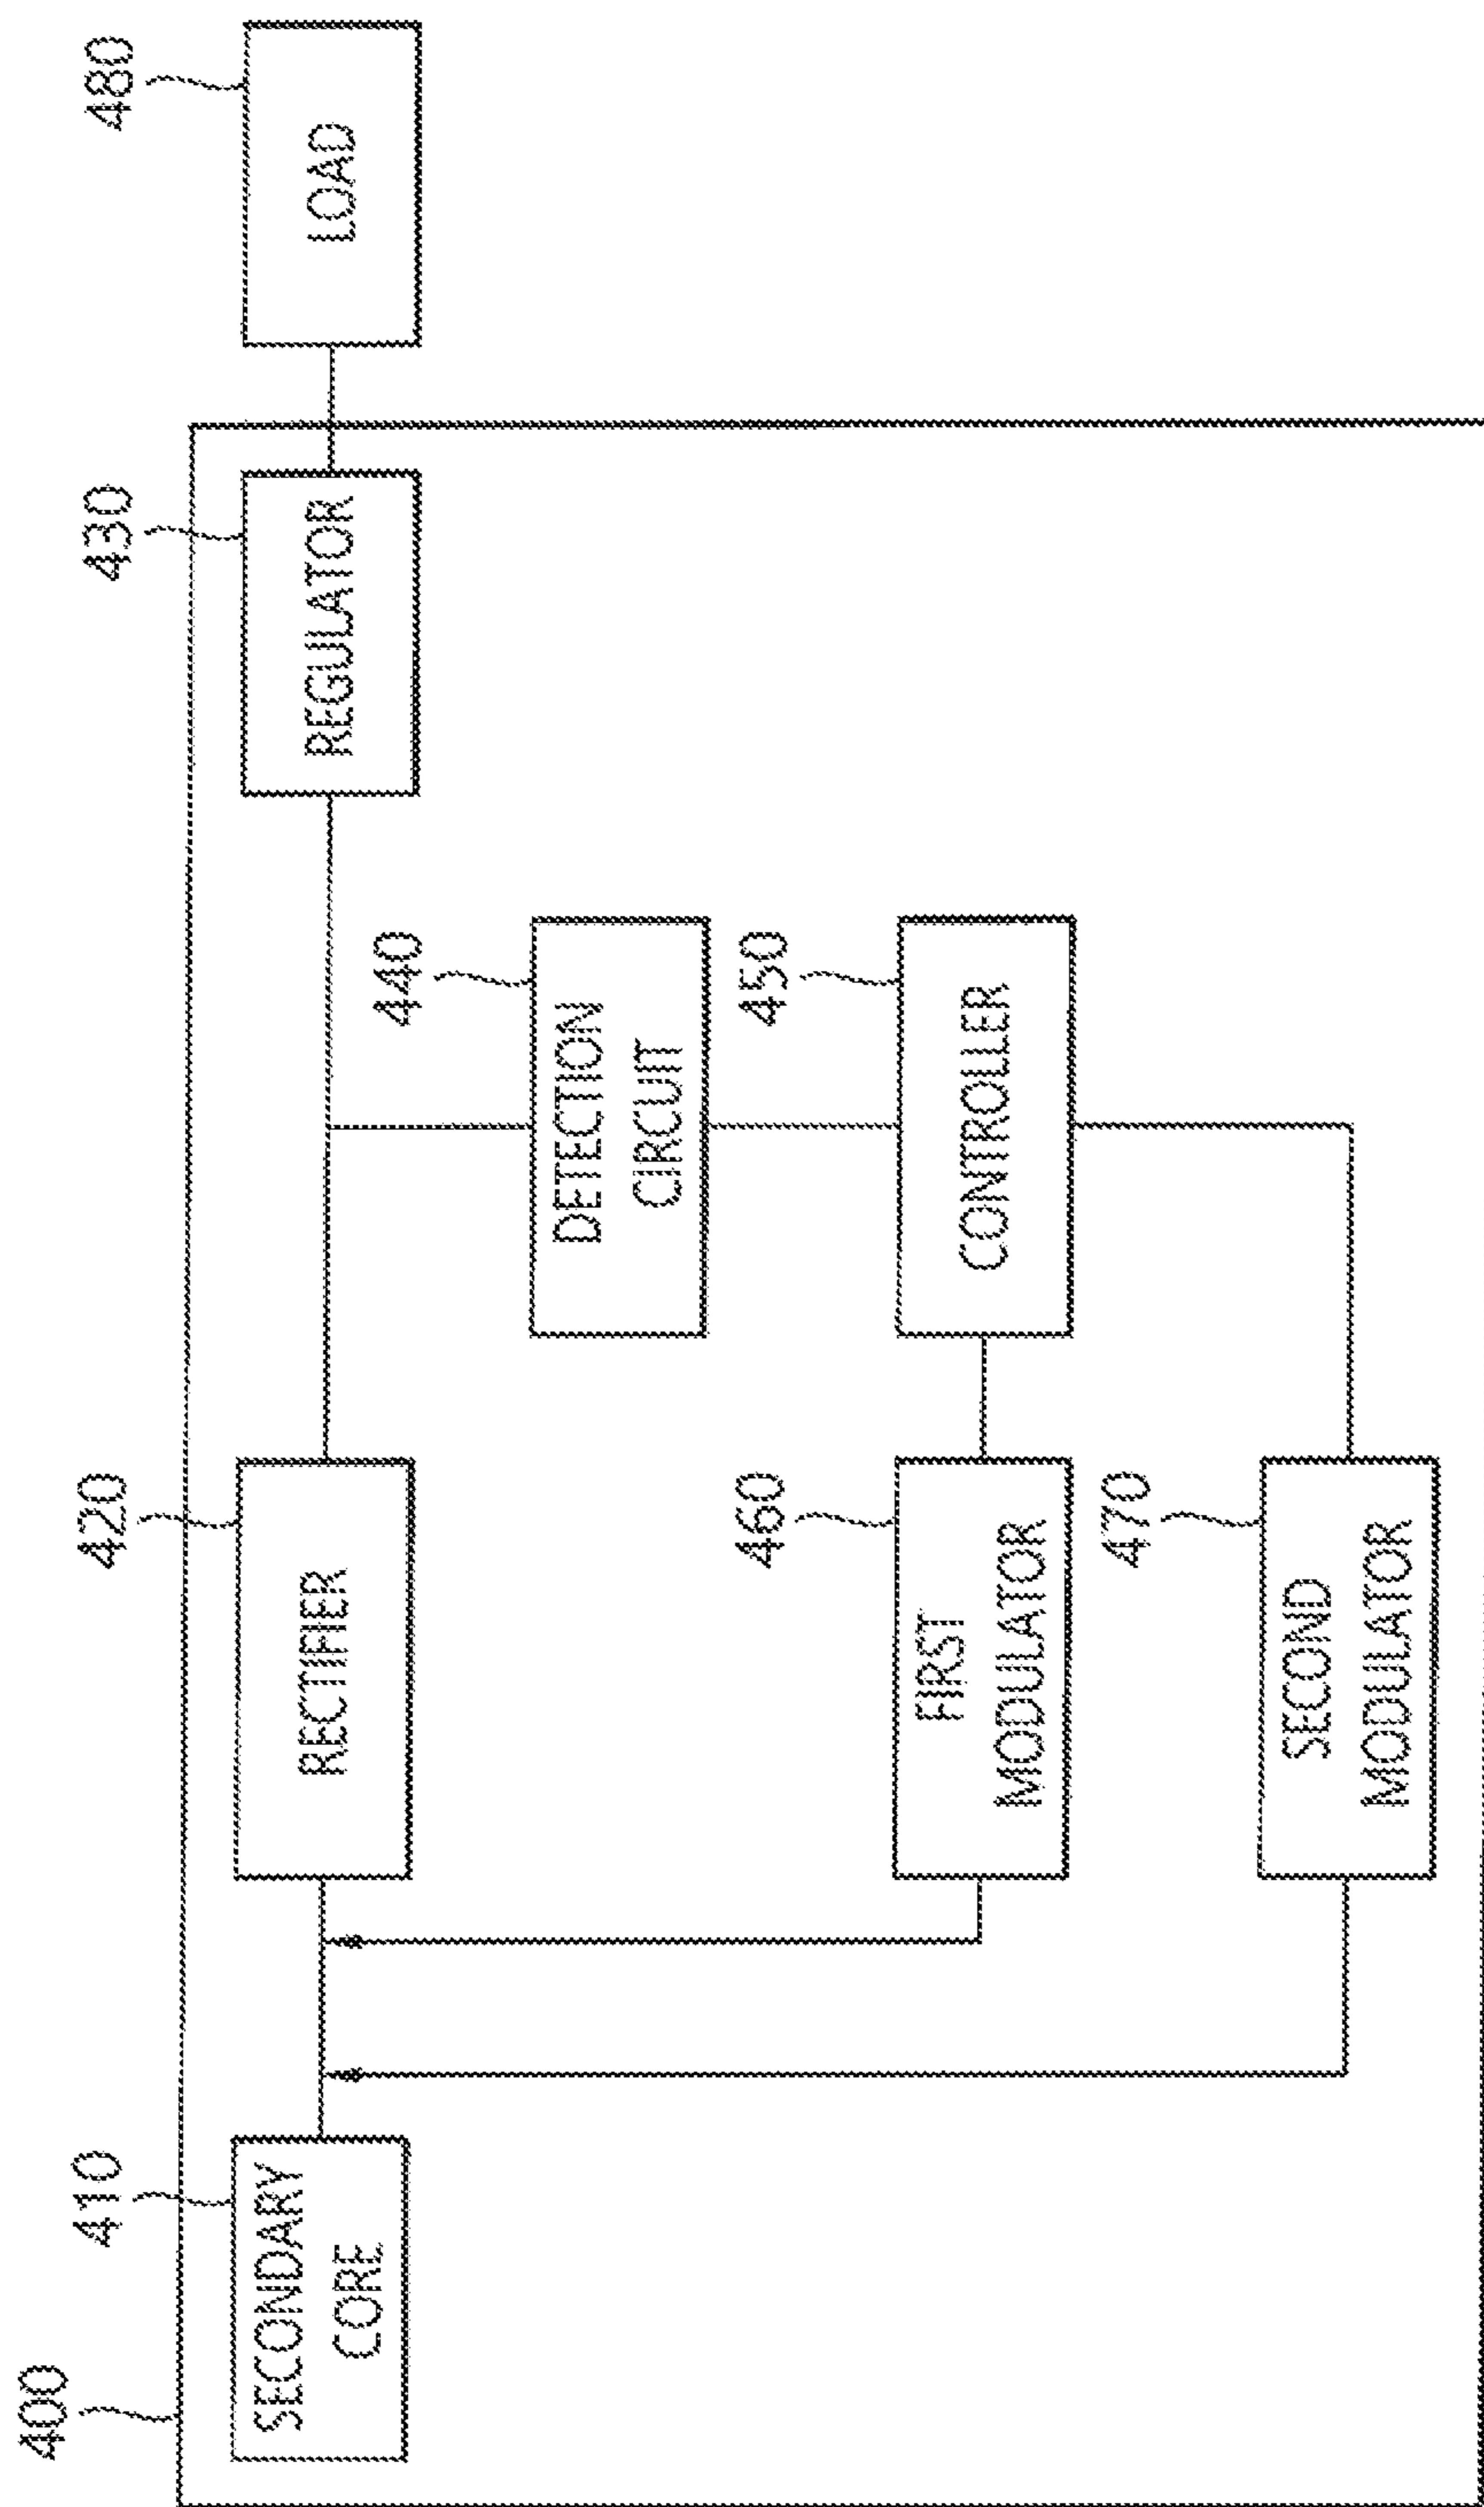 400
410
SECONDARY
CORE
420
RECTIFIER
430
REGULATOR
480
LOAD
440
DETECTION
CIRCUIT
450
CONTROLLER
460
FIRST
MODULATOR
470
SECOND
MODULATOR